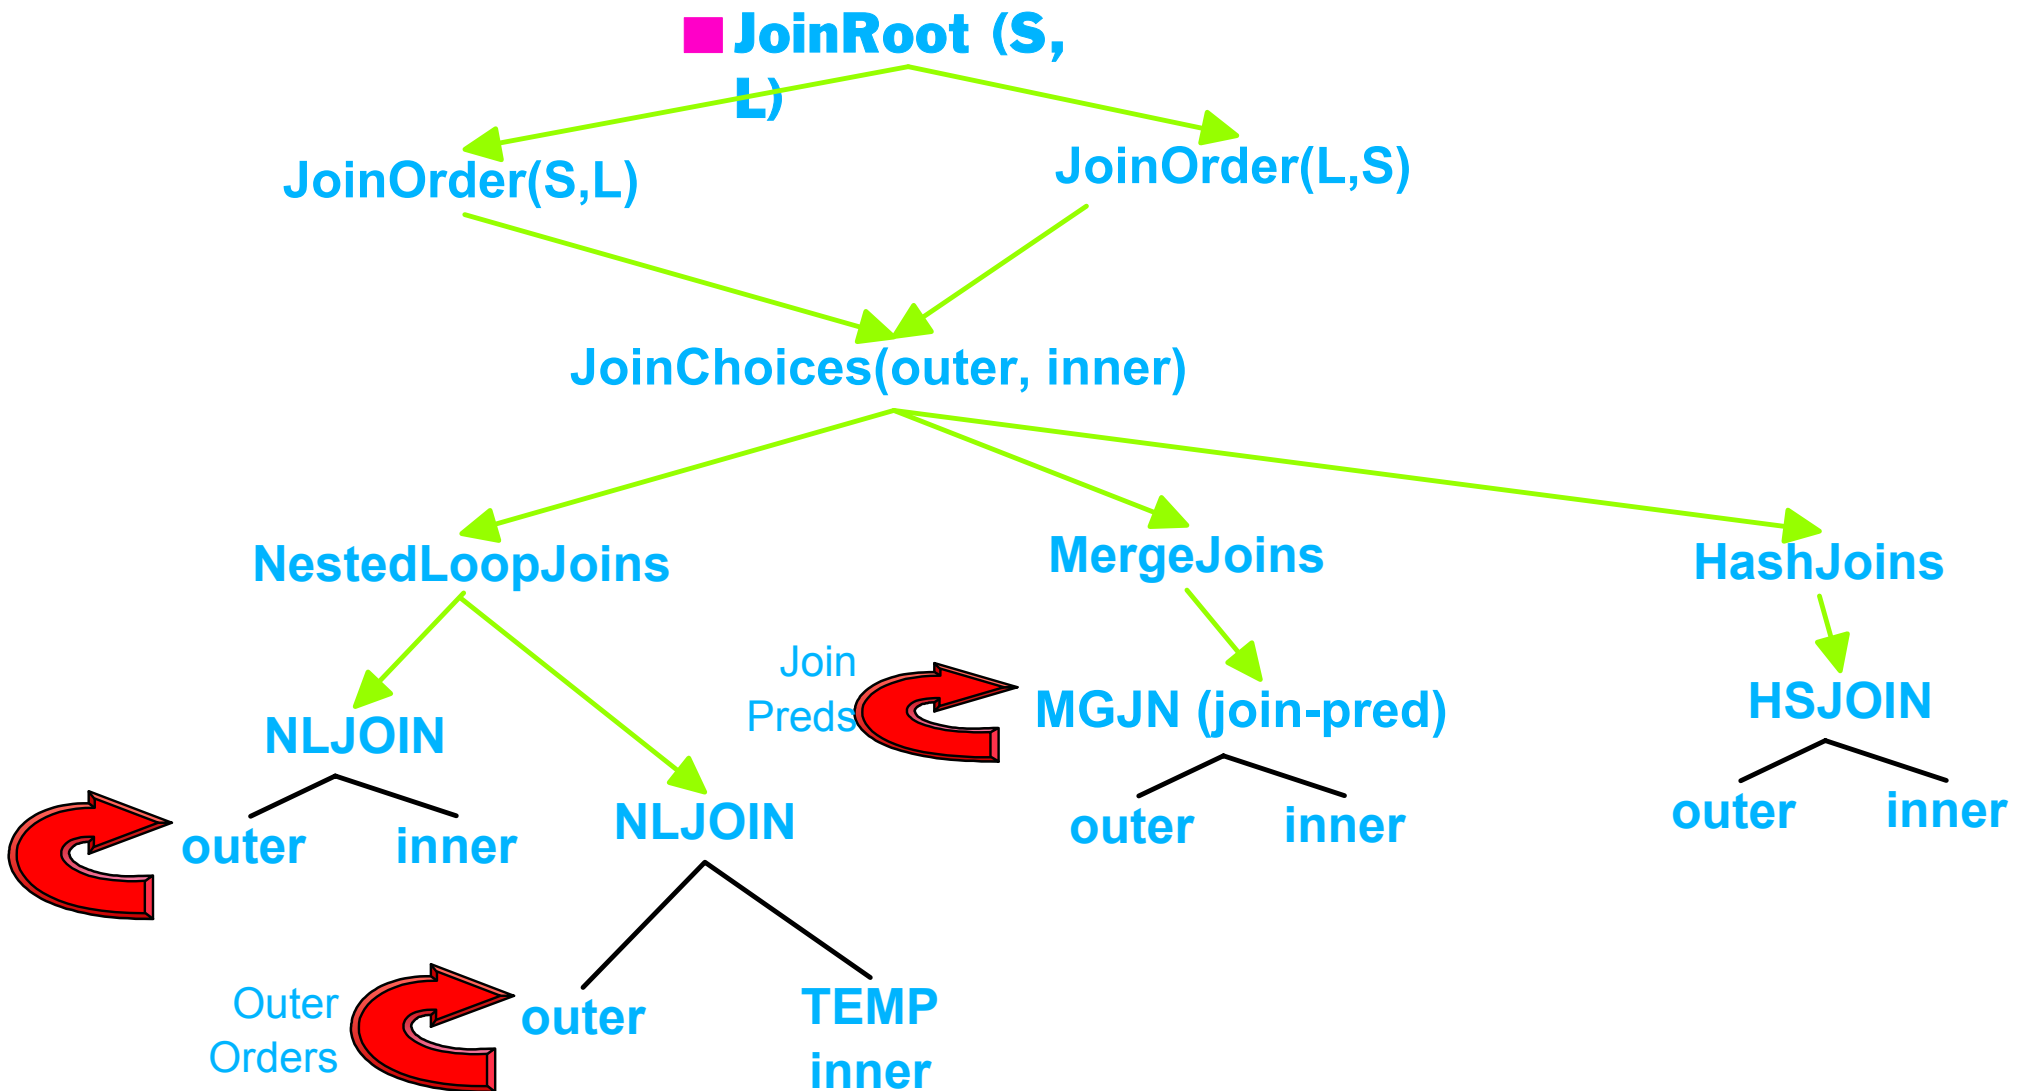 JoinRoot (S,
L)
JoinOrder(S,L)
JoinOrder(L,S)
JoinChoices(outer, inner)
NestedLoopJoins
MergeJoins
HashJoins
Join
Preds
NLJOIN
MGJN (join-pred)
HSJOIN
outer
inner
NLJOIN
outer
inner
outer
inner
Outer
Orders
outer
TEMP
inner